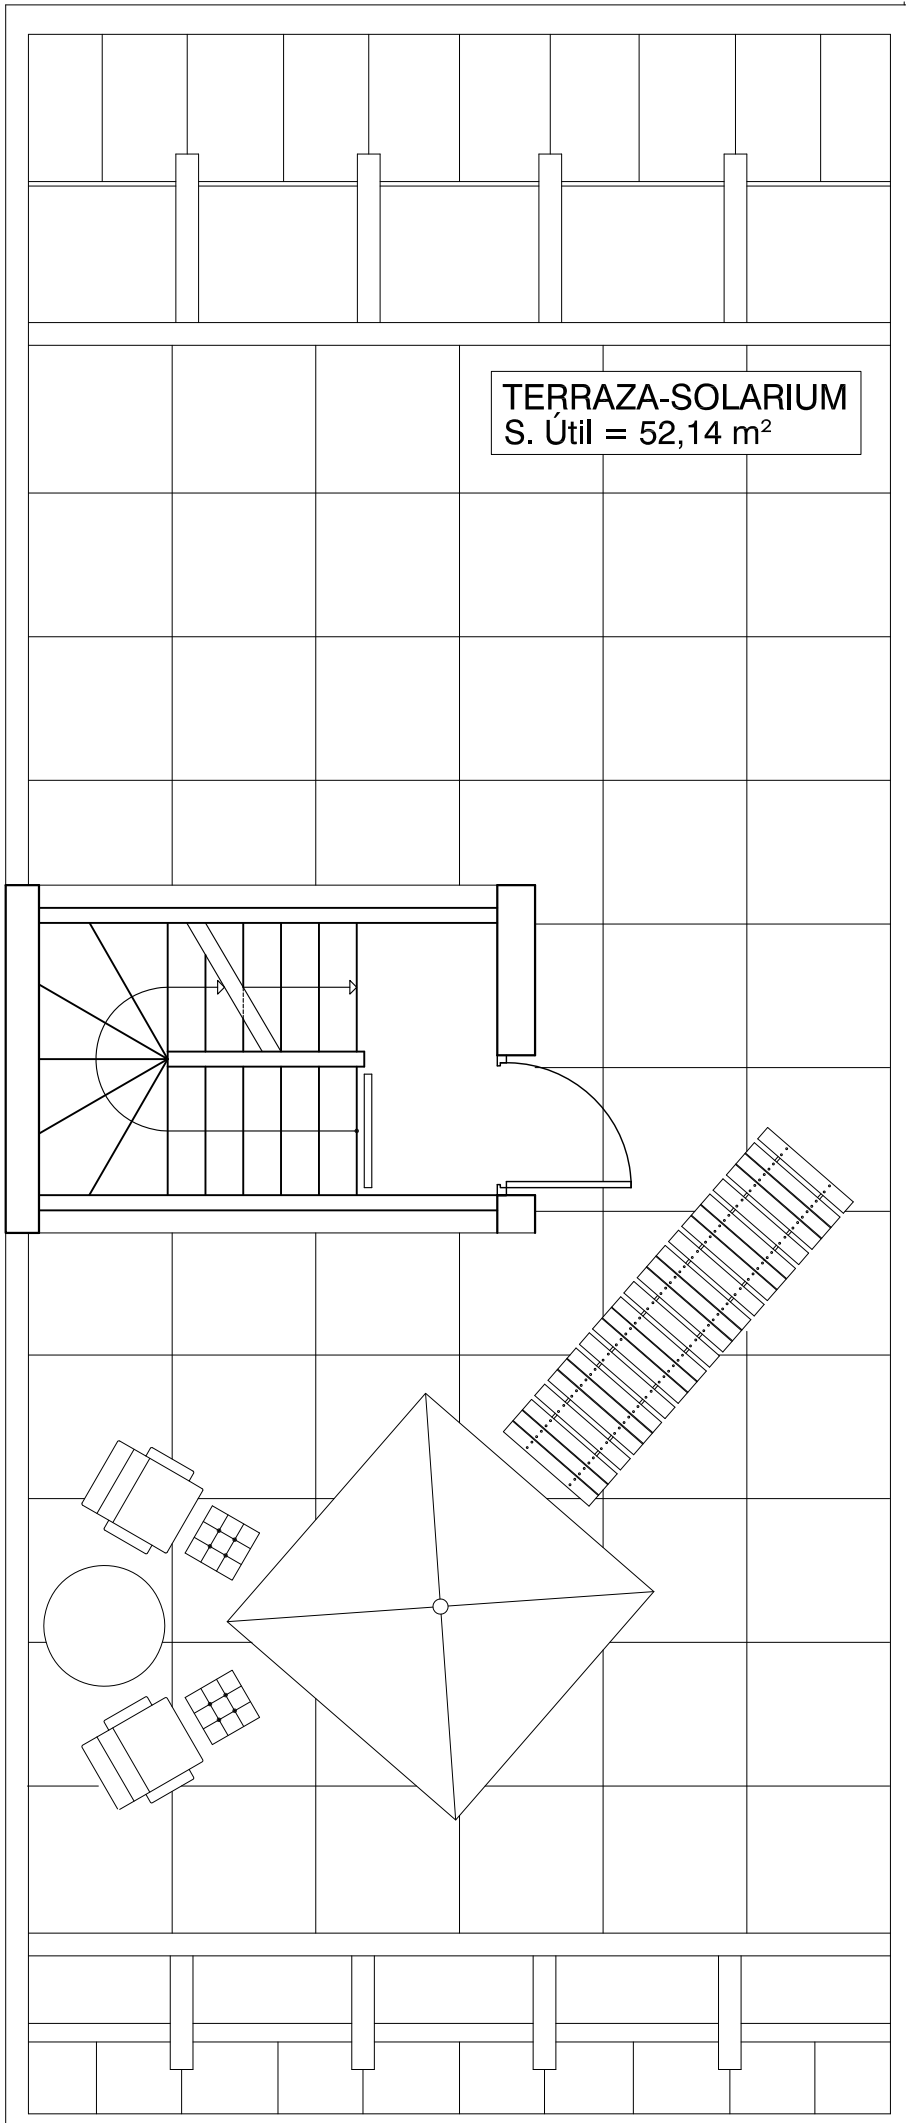 TERRAZA-SOLARIUM
S. Útil = 52,14 m²